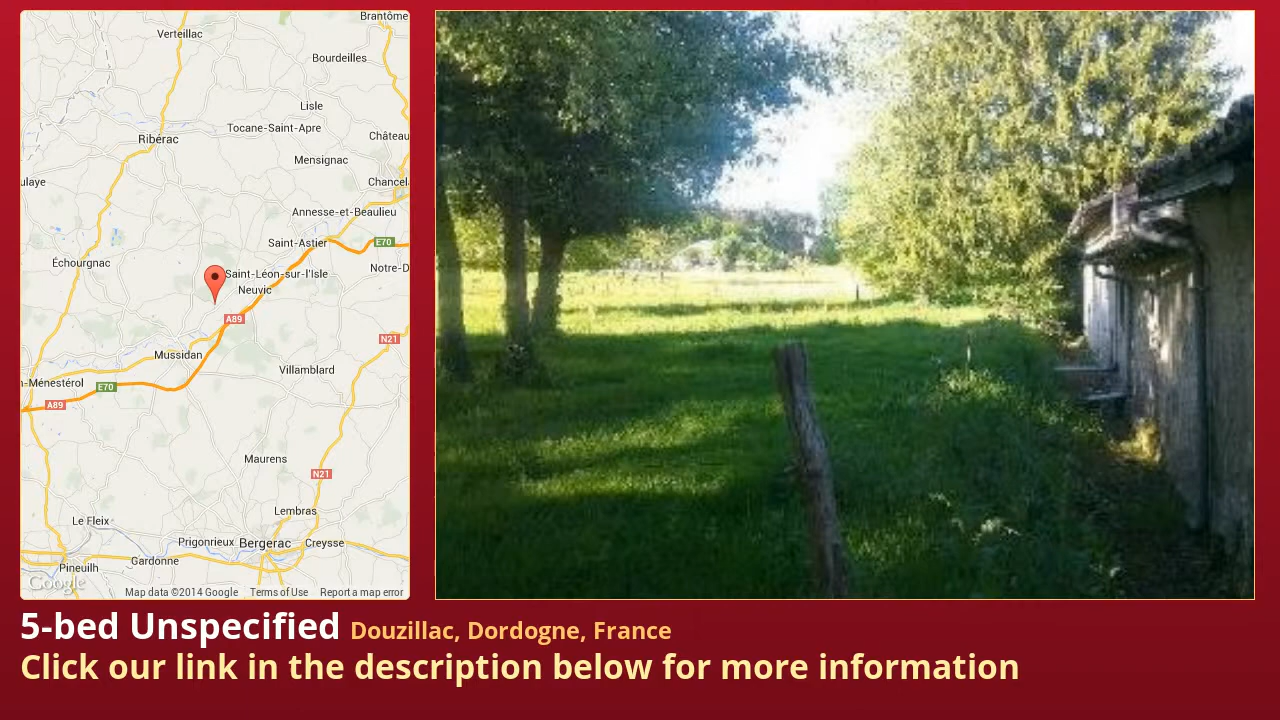 Brantôme
Verteillac
Bourdeilles
Lisle
Tocane-Saint-Apre
Ribérac
Château
Mensignac
ulaye
Chancel
Annesse-et-Beaulieu
Saint-Astier
E70
Échourgnac
Saint-Léon-sur-l'Isle
Notre-D
Neuvic
A89
N21
Mussidan
Villamblard
n-Ménestérol
E70
A89
Maurens
N21
Lembras
Le Fleix
Prigonrieux
Bergerac
Creysse
Gardonne
Pineuilh
Google
Map data ©2014 Google Terms of Use Report a map error
5-bed Unspecified Douzillac, Dordogne, France
Click our link in the description below for more information